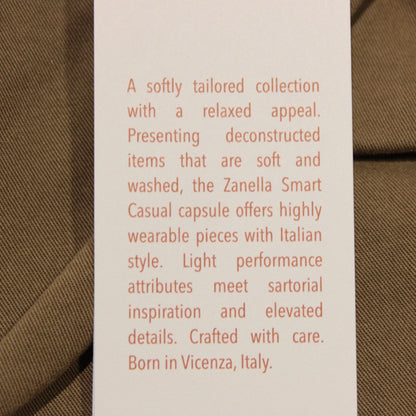 A softly tailored collection
with a relaxed appeal.
Presenting deconstructed
items that are soft and
washed, the Zanella Smart
Casual capsule offers highly
wearable pieces with Italian
style. Light performance
attributes meet sartorial
inspiration and elevated
details. Crafted with care.
Born in Vicenza, Italy.